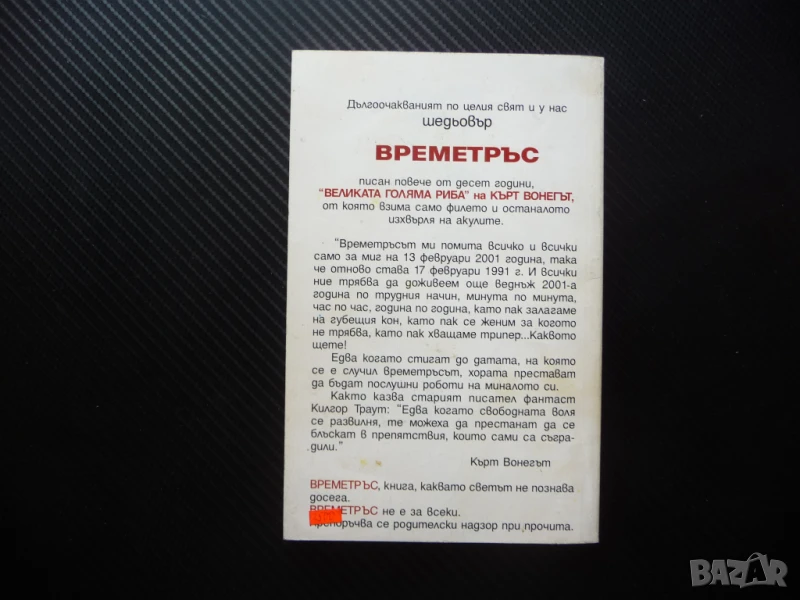 Дългоочакваният по целия свят и у нас
шедьовър
ВРЕМЕТРЪС
писан повече от десет години,
"ВЕЛИКАТА ГОЛЯМА РИБА" на КЪРТ ВОНЕГЪТ,
от която взима само филето и останалото
изхвърля на акулите.
"Времетръсът ми помита всичко и всички
само за миг на 13 февруари 2001 година, така
че отново става 17 февруари 1991 г. И всички
ние трябва да доживеем още веднъж 2001-а
година по трудния начин, минута по минута,
час по час, година по година, като пак залагаме
на губещия кон, като пак се женим за когото
не трябва, като пак хващаме трипер...Каквото
щете!
Едва когато стигат до датата, на която
се е случил времетръсът, хората престават
да бъдат послушни роботи на миналото си.
Както казва старият писател фантаст
Килгор Траут: "Едва когато свободната воля
се развилня, те можеха да престанат да се
блъскат в препятствия, които сами са съгра-
дили."
Кърт Вонегът
ВРЕМЕТРЪС, книга, каквато светът не познава
досега.
ВРЕМЕТРЪС не е за всеки.
Препоръчва се родителски надзор при прочита.
BAZAR